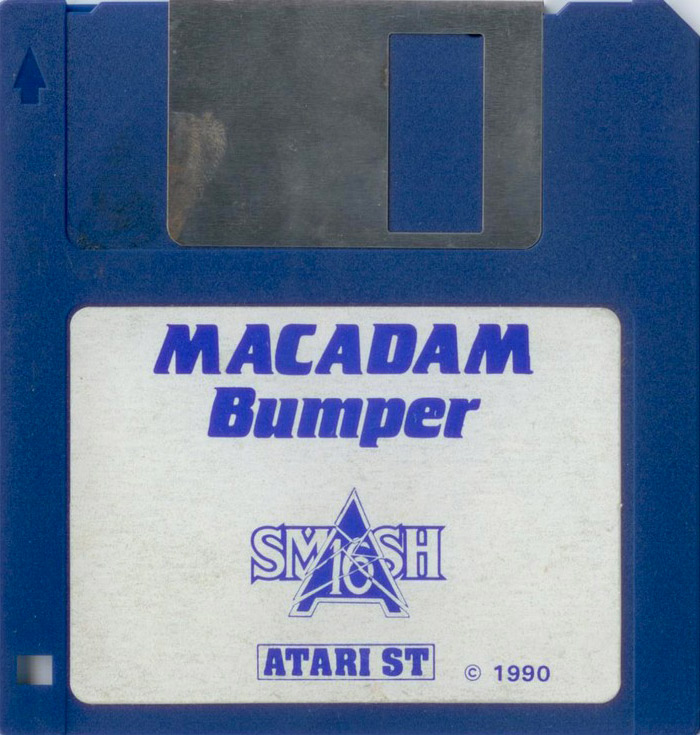 MACADAM
Bumper
SMASH
16
ATARI ST
© 1990